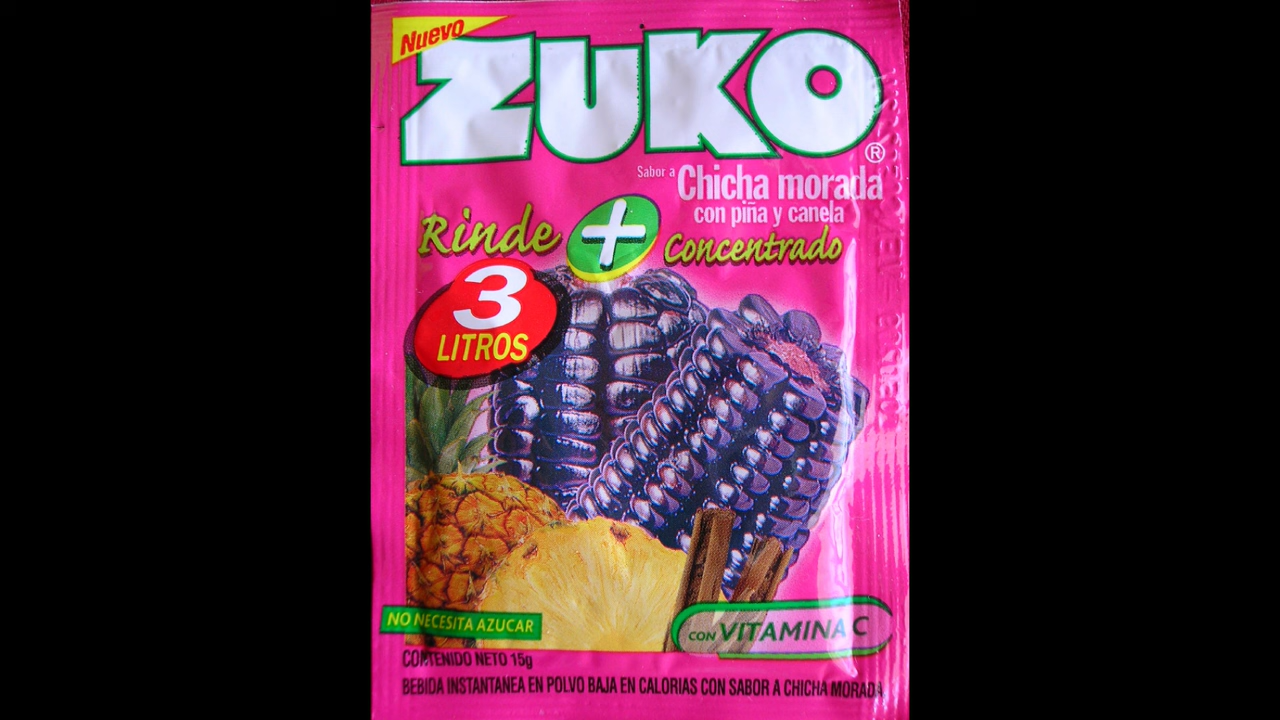 Nuevo
ZUKO®
Sabor a Chicha morada
con piña y canela
Rinde + Concentrado
3
LITROS
NO NECESITA AZUCAR
CON VITAMINA C
CONTENIDO NETO 15g
BEBIDA INSTANTANEA EN POLVO BAJA EN CALORIAS CON SABOR A CHICHA MORADA